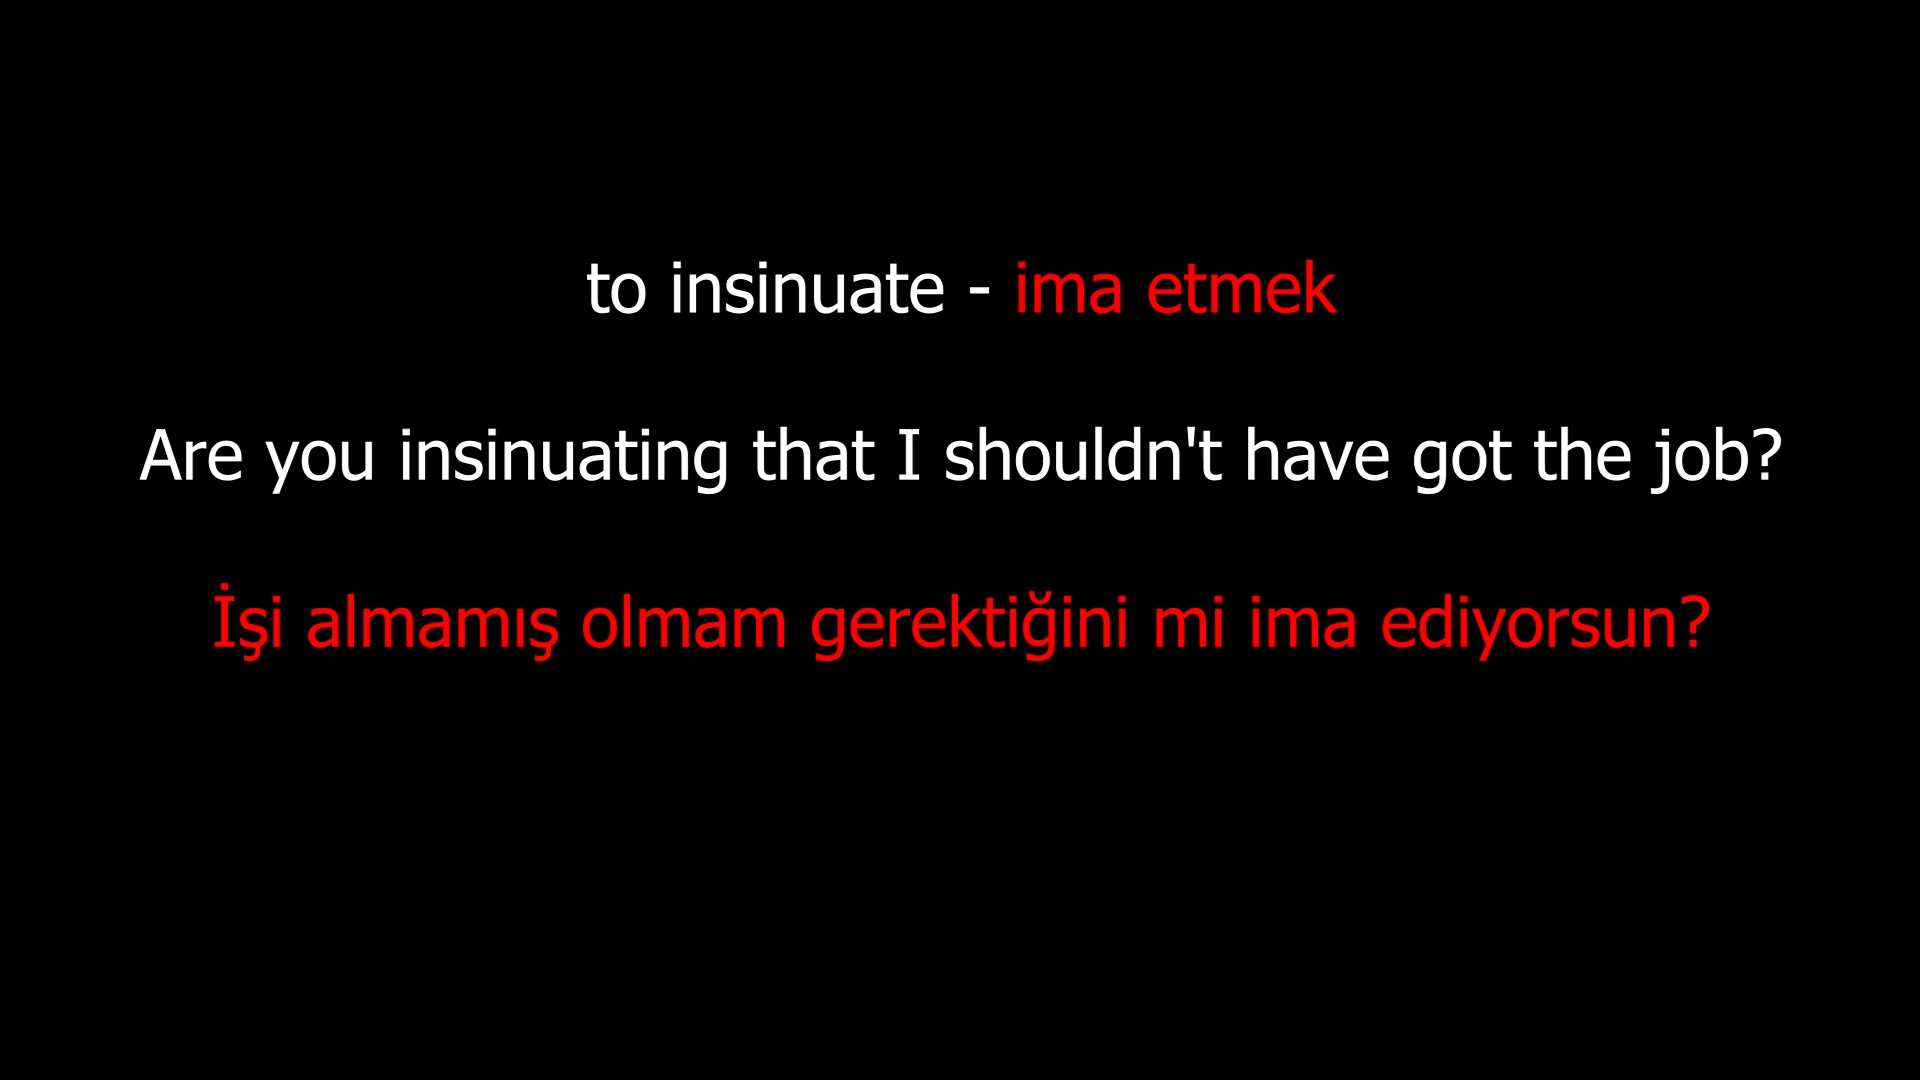 to insinuate - ima etmek
Are you insinuating that I shouldn't have got the job?
İşi almamış olmam gerektiğini mi ima ediyorsun?